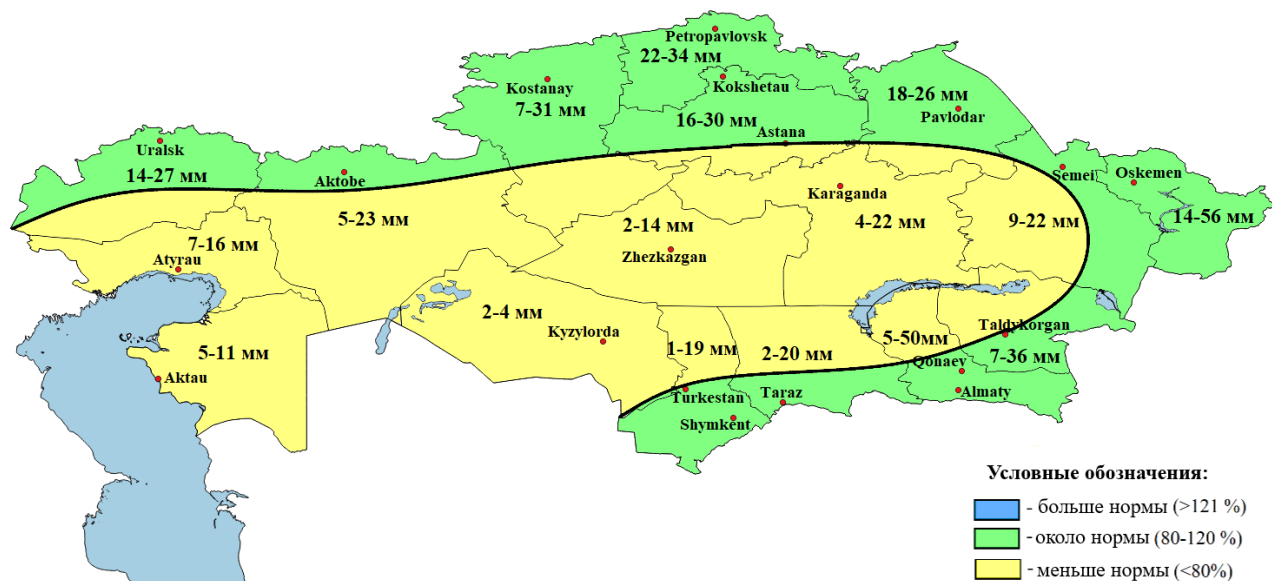 Petropavlovsk
22-34 мм
Kostanay
7-31 мм
Kokshetau
16-30 мм
Astana
18-26 мм
Pavlodar
Uralsk
14-27 мм
Aktobe
Semei
Oskemen
5-23 мм
2-14 мм
Zhezkazgan
Karaganda
4-22 мм
9-22 мм
14-56 мм
7-16 мм
Atyrau
2-4 мм
Kyzylorda
5-11 мм
Aktau
1-19 мм
2-20 мм
5-50мм
Taldykorgan
7-36 мм
Qonaev
Almaty
Turkestan
Taraz
Shymkent
Условные обозначения:
- больше нормы (>121 %)
- около нормы (80-120 %)
- меньше нормы (<80%)